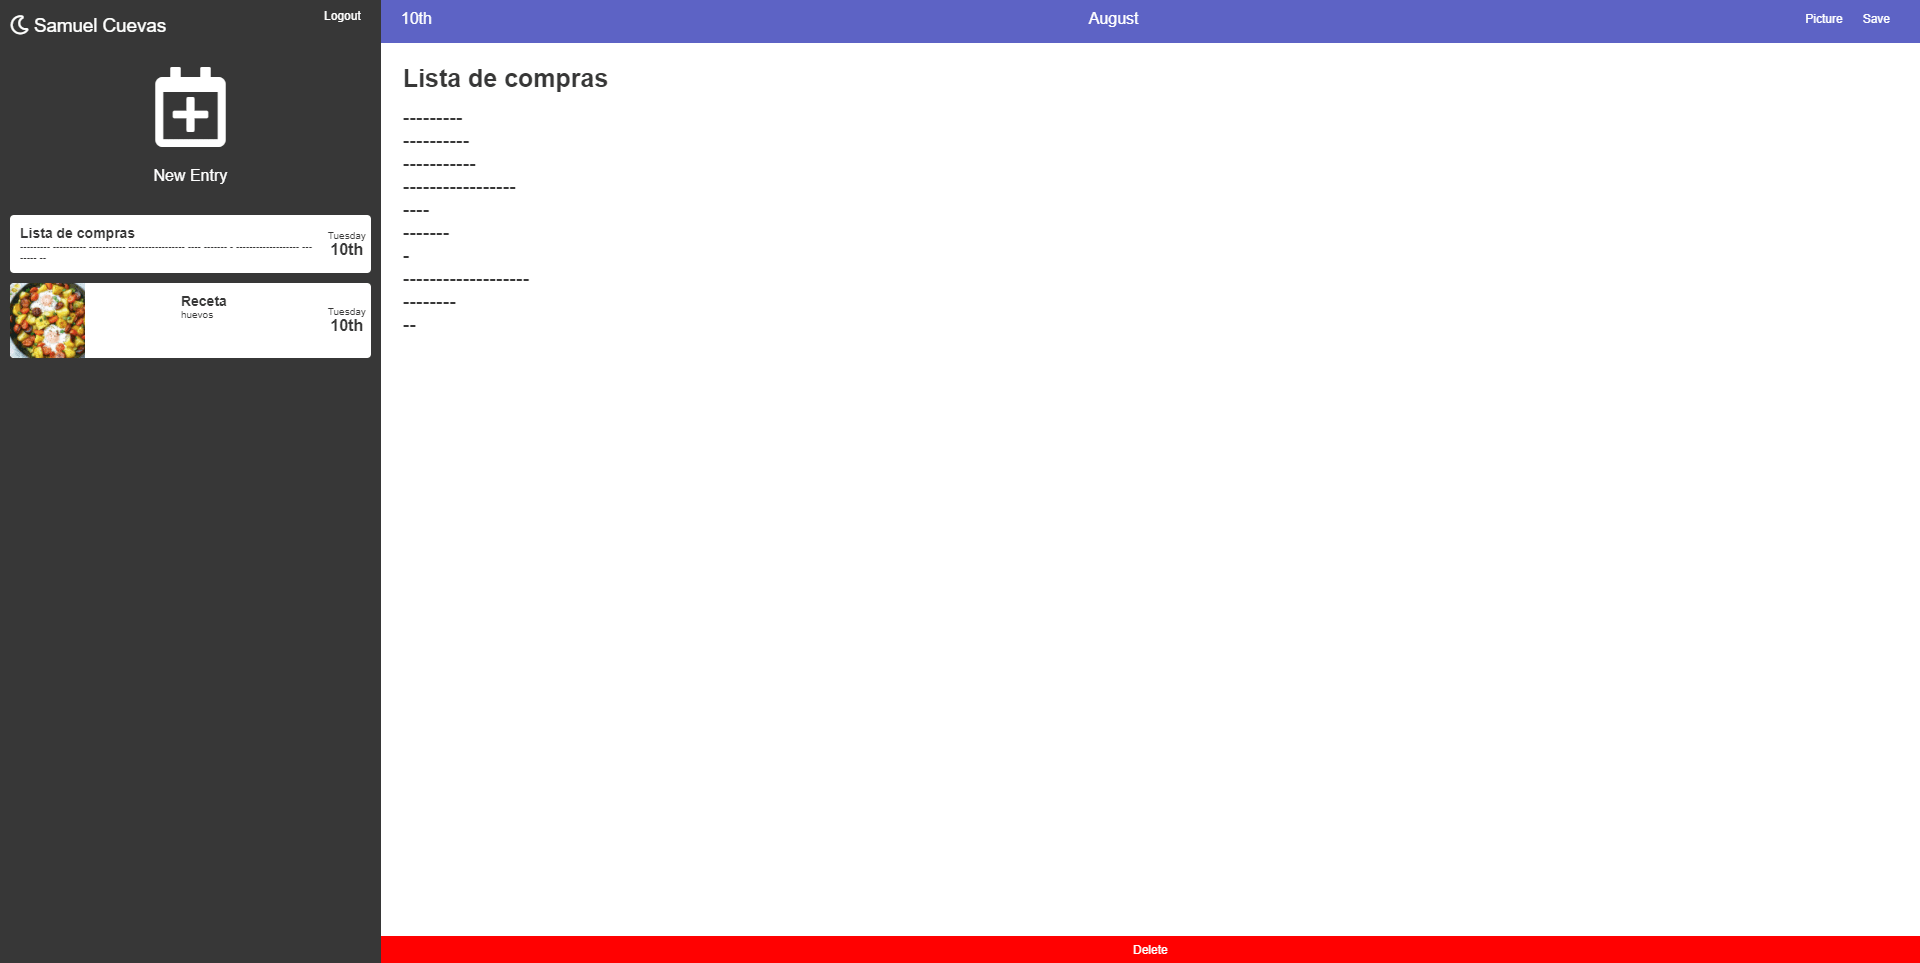 Samuel Cuevas
Logout
New Entry
Lista de compras
--------- ---------- ----------- ----------------- ---- ------- - ------------------- ---
----- --
Tuesday
10th
Receta
huevos
Tuesday
10th
10th
August
Picture
Save
Lista de compras
---------
----------
-----------
-----------------
----
-------
-
-------------------
--------
--
Delete